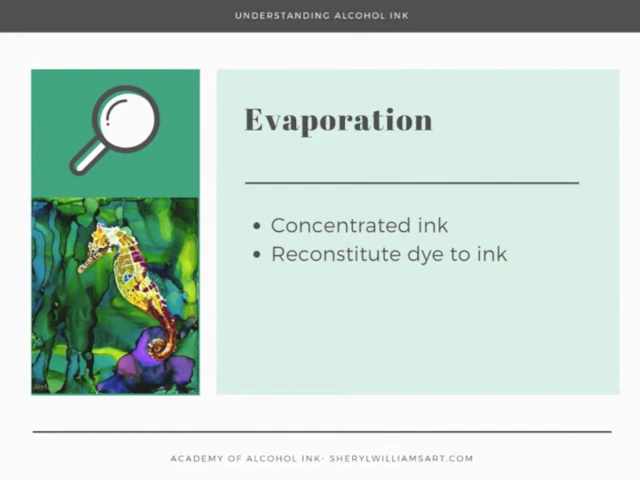 UNDERSTANDING ALCOHOL INK
Evaporation
• Concentrated ink
• Reconstitute dye to ink
ACADEMY OF ALCOHOL INK- SHERYLWILLIAMSART.COM